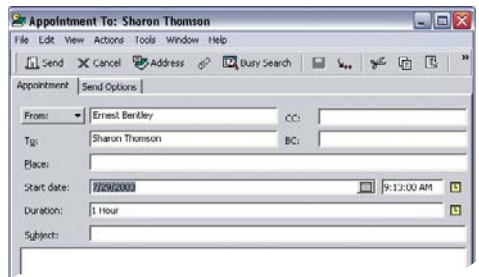 Appointment To: Sharon Thomson
File Edit View Actions Tools Window Help
Send Cancel Address Busy Search »
Appointment Send Options
From: Ernest Bentley CC:
To: Sharon Thomson BC:
Place:
Start date: 7/29/2003 9:13:00 AM
Duration: 1 Hour
Subject: